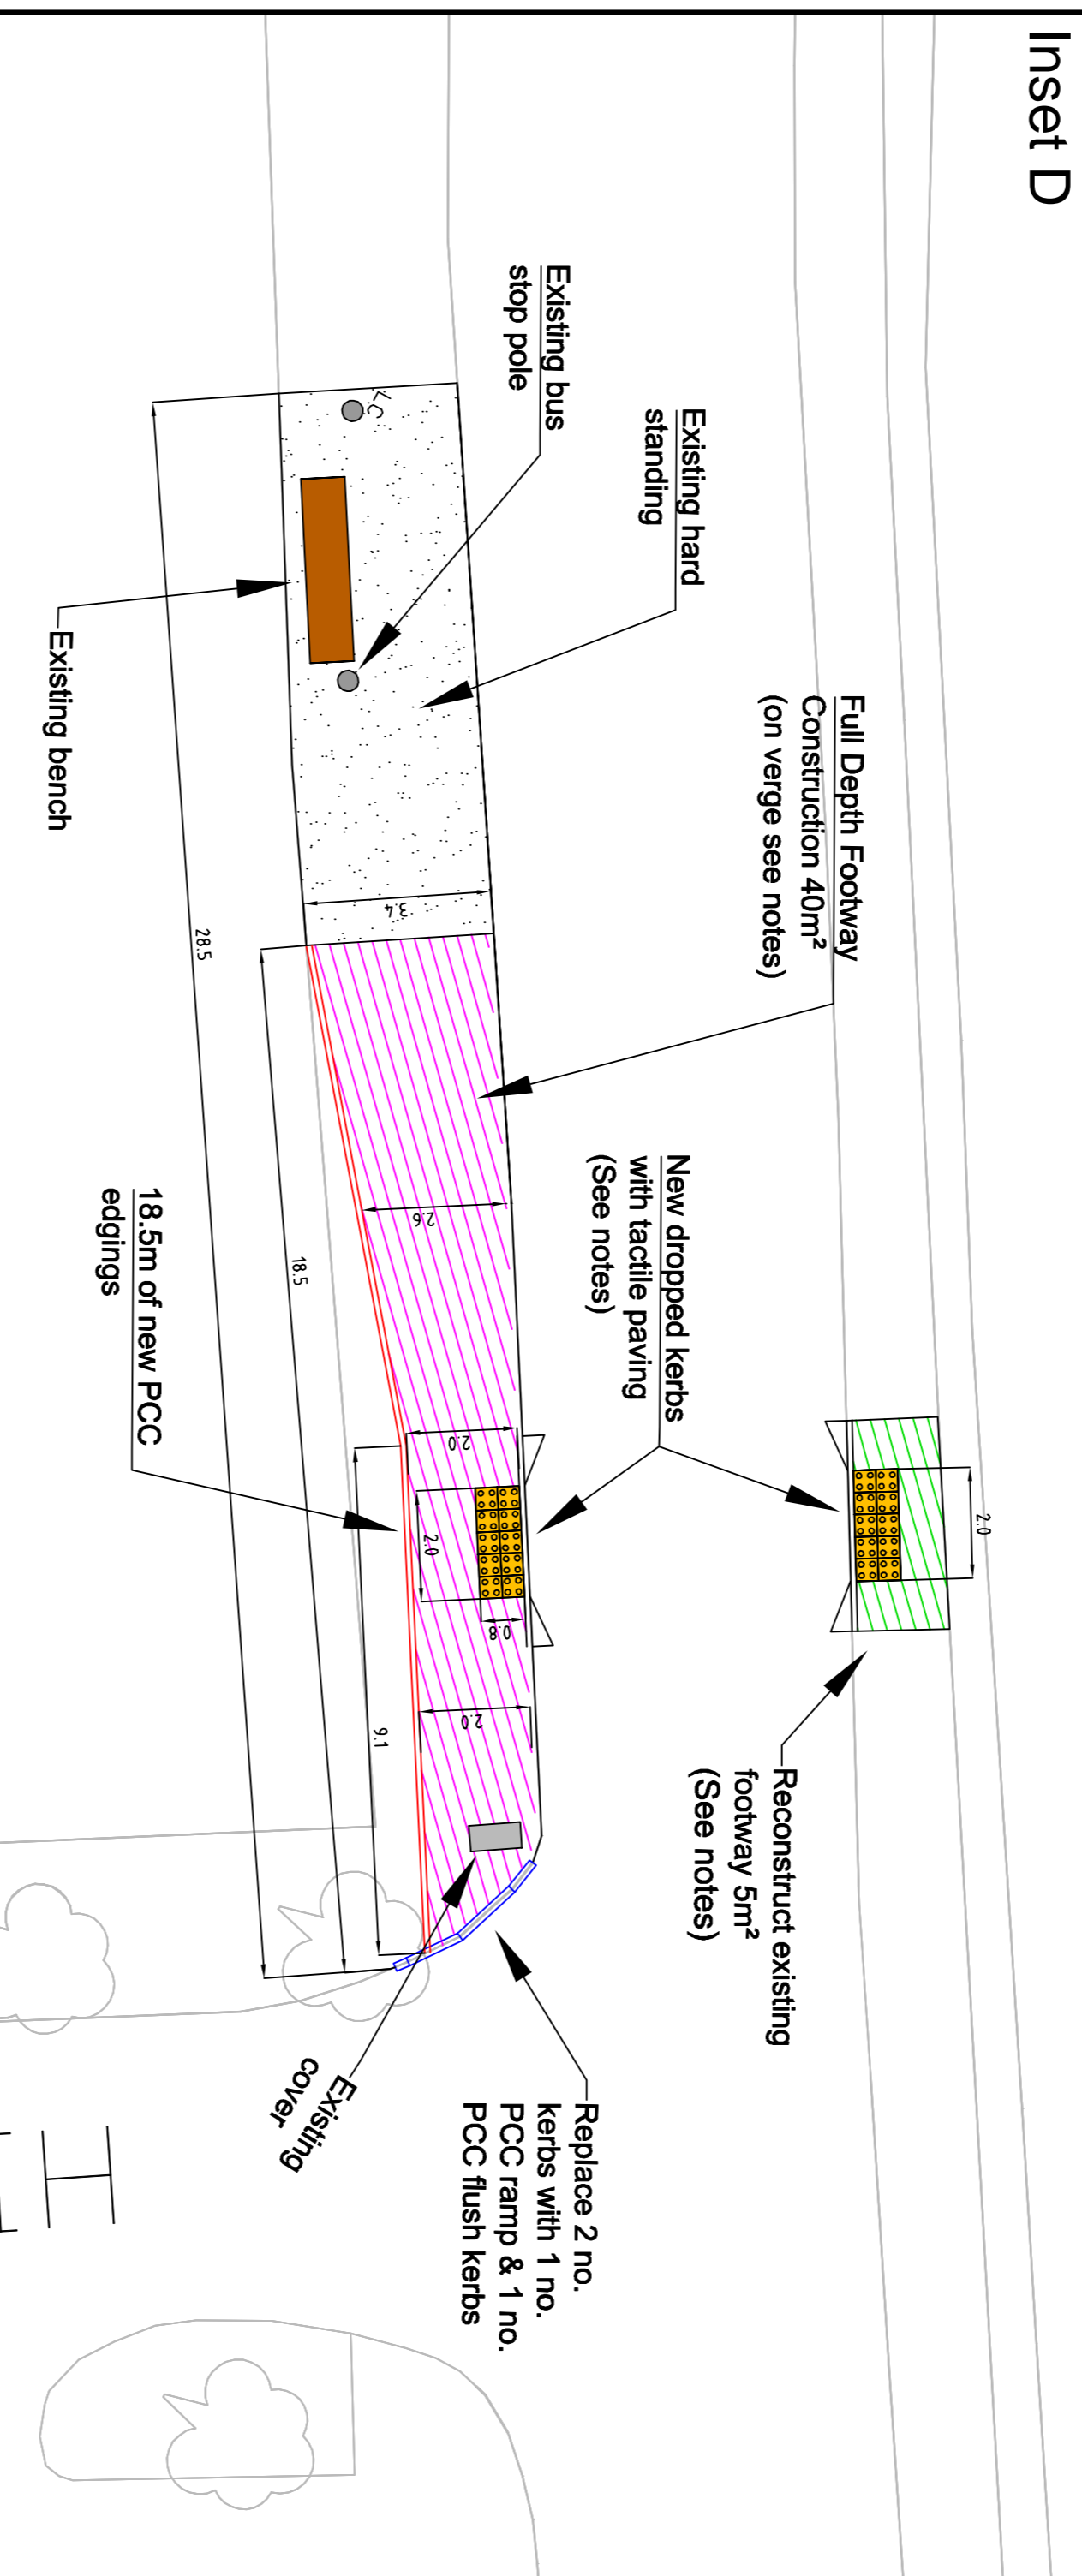 Inset D
Existing bus
stop pole
Existing hard
standing
Full Depth Footway
Construction 40m²
(on verge see notes)
New dropped kerbs
with tactile paving
(See notes)
2.0
Reconstruct existing
footway 5m²
(See notes)
LC
3.4
2.6
2.0
2.0
0.8
2.0
Replace 2 no.
kerbs with 1 no.
PCC ramp & 1 no.
PCC flush kerbs
Existing
cover
Existing bench
28.5
18.5
9.1
18.5m of new PCC
edgings